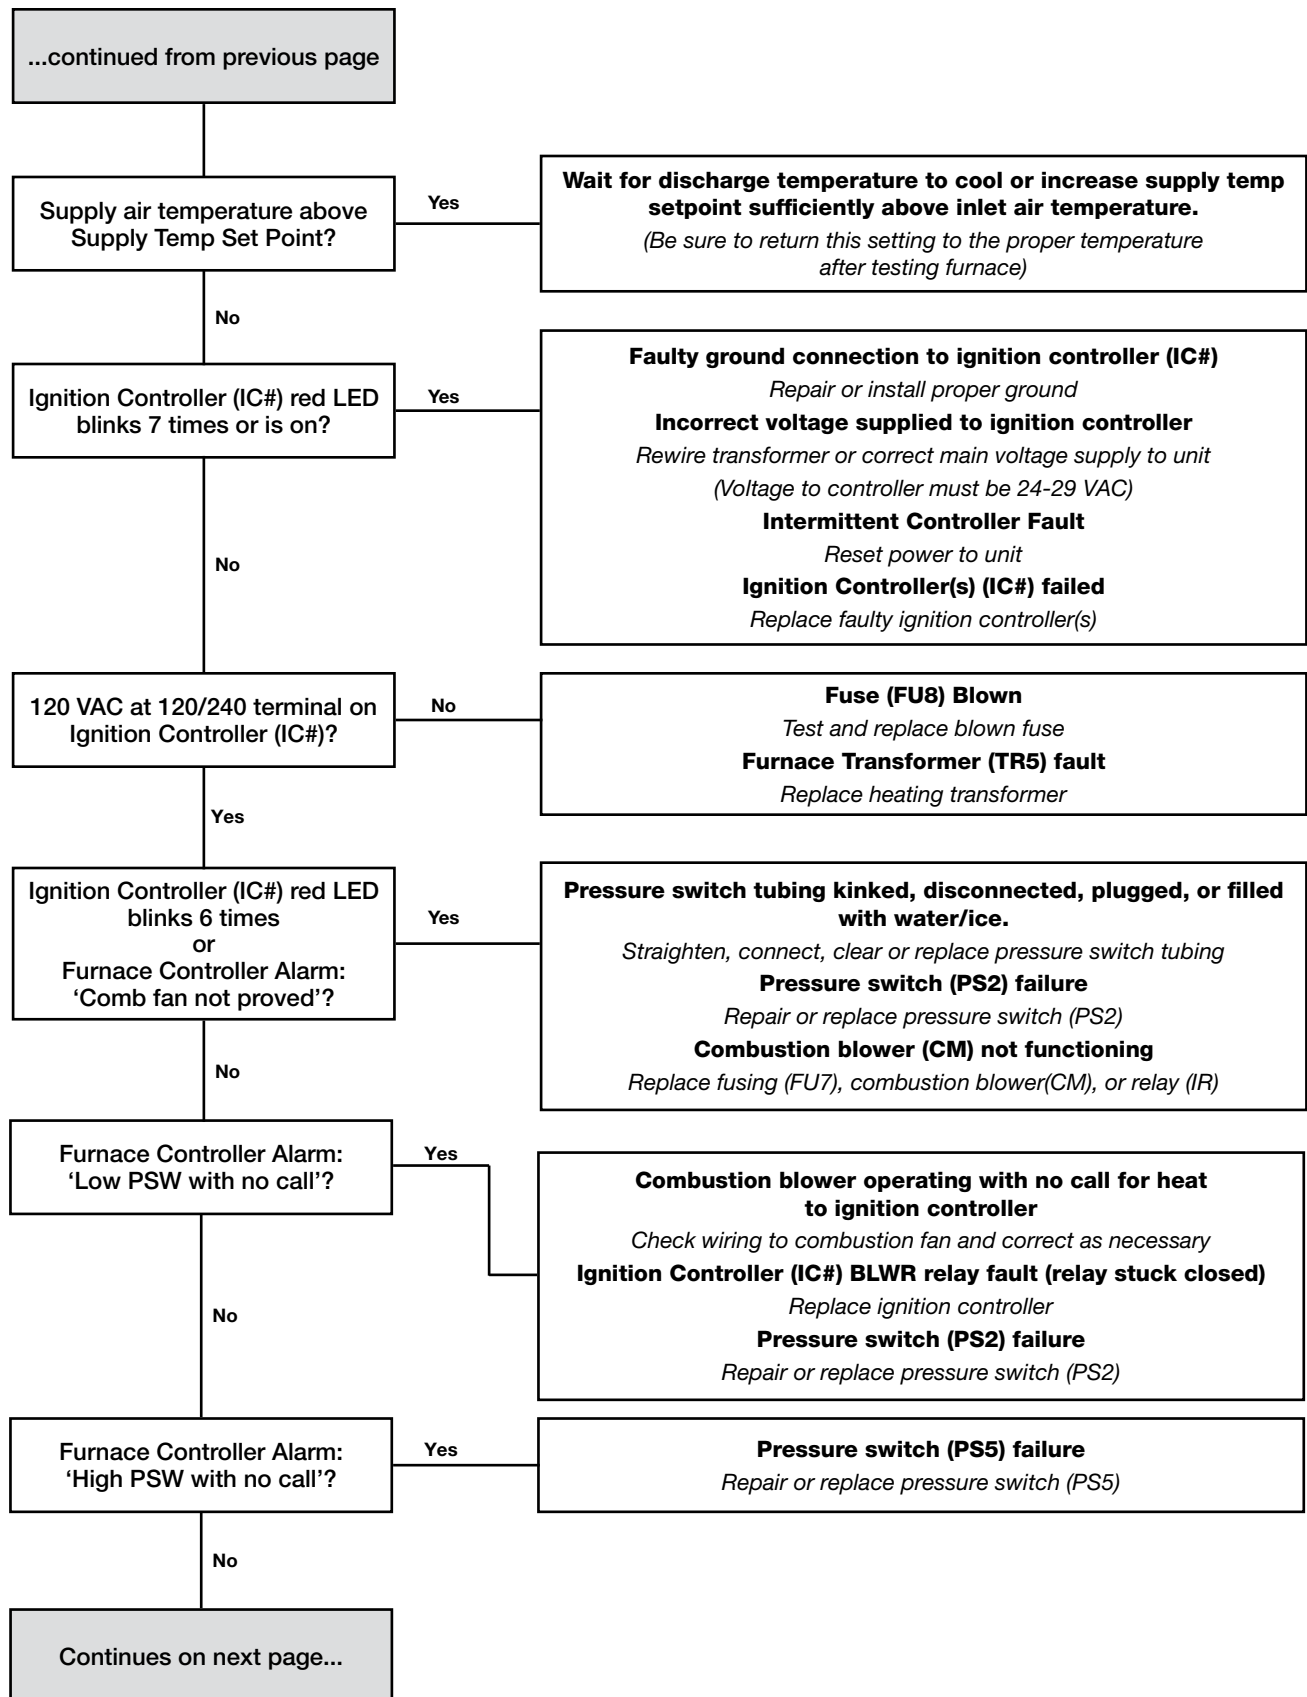 ...continued from previous page
Supply air temperature above
Supply Temp Set Point?
Yes
Wait for discharge temperature to cool or increase supply temp
setpoint sufficiently above inlet air temperature.
(Be sure to return this setting to the proper temperature
after testing furnace)
No
Ignition Controller (IC#) red LED
blinks 7 times or is on?
Yes
Faulty ground connection to ignition controller (IC#)
Repair or install proper ground
Incorrect voltage supplied to ignition controller
Rewire transformer or correct main voltage supply to unit
(Voltage to controller must be 24-29 VAC)
Intermittent Controller Fault
Reset power to unit
Ignition Controller(s) (IC#) failed
Replace faulty ignition controller(s)
No
120 VAC at 120/240 terminal on
Ignition Controller (IC#)?
No
Fuse (FU8) Blown
Test and replace blown fuse
Furnace Transformer (TR5) fault
Replace heating transformer
Yes
Ignition Controller (IC#) red LED
blinks 6 times
or
Furnace Controller Alarm:
‘Comb fan not proved’?
Yes
Pressure switch tubing kinked, disconnected, plugged, or filled
with water/ice.
Straighten, connect, clear or replace pressure switch tubing
Pressure switch (PS2) failure
Repair or replace pressure switch (PS2)
Combustion blower (CM) not functioning
Replace fusing (FU7), combustion blower(CM), or relay (IR)
No
Furnace Controller Alarm:
‘Low PSW with no call’?
Yes
Combustion blower operating with no call for heat
to ignition controller
Check wiring to combustion fan and correct as necessary
Ignition Controller (IC#) BLWR relay fault (relay stuck closed)
Replace ignition controller
Pressure switch (PS2) failure
Repair or replace pressure switch (PS2)
No
Furnace Controller Alarm:
‘High PSW with no call’?
Yes
Pressure switch (PS5) failure
Repair or replace pressure switch (PS5)
No
Continues on next page...